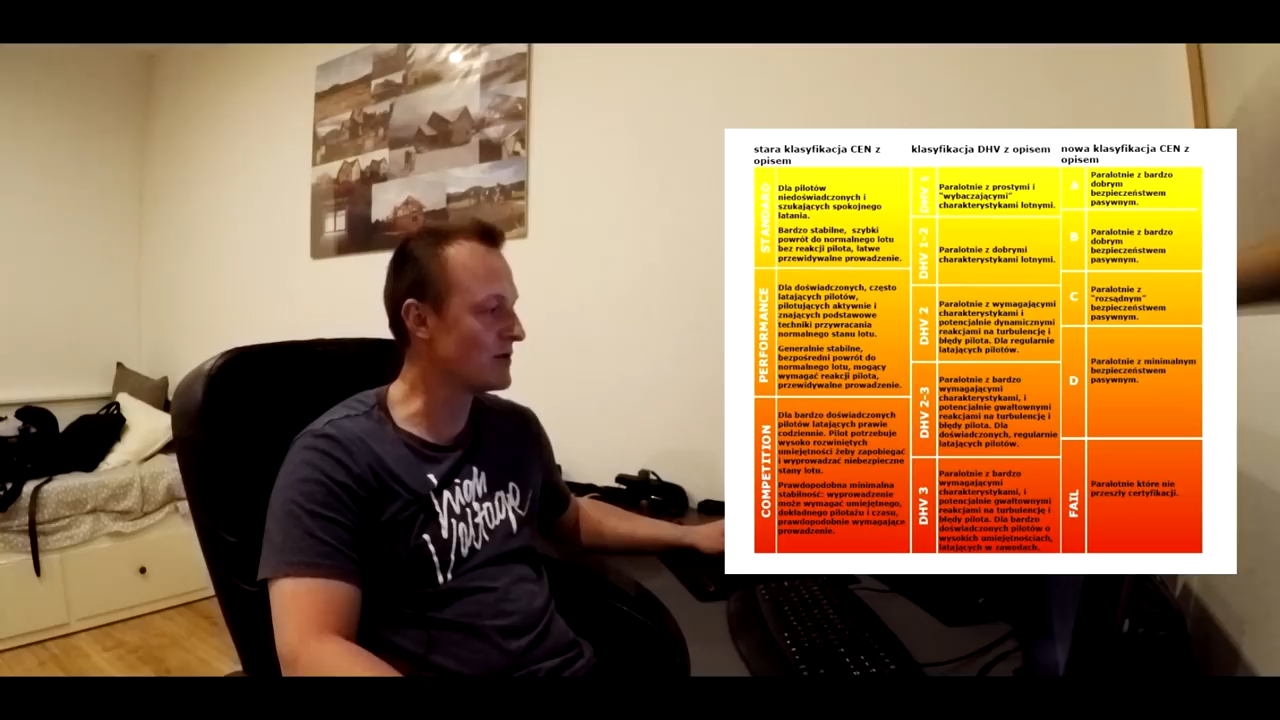 stara klasyfikacja CEN z
opisem
STANDARD
Dla pilotów
niedoświadczonych i
szukających spokojnego
latania.
Bardzo stabilne, szybki
powrót do normalnego lotu
bez reakcji pilota, łatwe
przewidywalne prowadzenie.
PERFORMANCE
Dla doświadczonych, często
latających pilotów,
pilotujących aktywnie i
znających podstawowe
techniki przywracania
normalnego stanu lotu.
Generalnie stabilne,
bezpośredni powrót do
normalnego lotu, mogący
wymagać reakcji pilota,
przewidywalne prowadzenie.
COMPETITION
Dla bardzo doświadczonych
pilotów latających prawie
codziennie. Pilot potrzebuje
wysoko rozwiniętych
umiejętności żeby zapobiegać
i wyprowadzać niebezpieczne
stany lotu.
Prawdopodobna minimalna
stabilność: wyprowadzenie
może wymagać umiejętnego,
dokładnego pilotażu i czasu,
prawdopodobnie wymagające
prowadzenie.
klasyfikacja DHV z opisem
DHV 1
Paralotnie z prostymi i
"wybaczającymi"
charakterystykami lotnymi.
DHV 1-2
Paralotnie z dobrymi
charakterystykami lotnymi.
DHV 2
Paralotnie z wymagającymi
charakterystykami i
potencjalnie dynamicznymi
reakcjami na turbulencję i
błędy pilota. Dla regularnie
latających pilotów.
DHV 2-3
Paralotnie z bardzo
wymagającymi
charakterystykami, i
potencjalnie gwałtownymi
reakcjami na turbulencję i
błędy pilota. Dla
doświadczonych, regularnie
latających pilotów.
DHV 3
Paralotnie z bardzo
wymagającymi
charakterystykami, i
potencjalnie gwałtownymi
reakcjami na turbulencję i
błędy pilota. Dla bardzo
doświadczonych pilotów o
wysokich umiejętnościach,
latających w zawodach.
nowa klasyfikacja CEN z
opisem
A
Paralotnie z bardzo
dobrym
bezpieczeństwem
pasywnym.
B
Paralotnie z bardzo
dobrym
bezpieczeństwem
pasywnym.
C
Paralotnie z
"rozsądnym"
bezpieczeństwem
pasywnym.
D
Paralotnie z minimalnym
bezpieczeństwem
pasywnym.
FAIL
Paralotnie które nie
przeszły certyfikacji.
high
Voltage